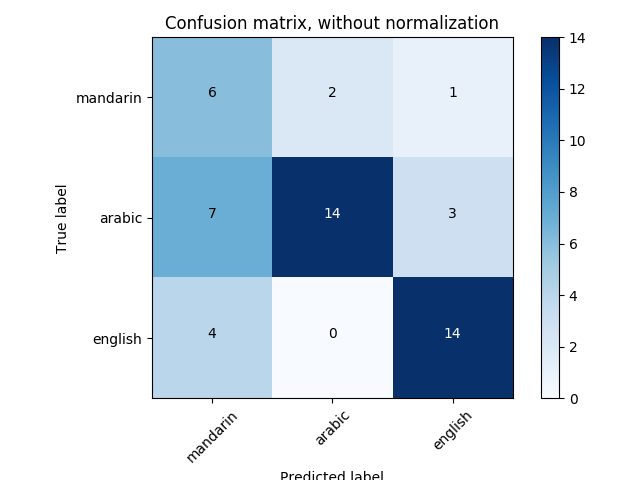 Confusion matrix, without normalization
mandarin 6 2 1
arabic 7 14 3
english 4 0 14
mandarin arabic english
True label
Predicted label
14
12
10
8
6
4
2
0